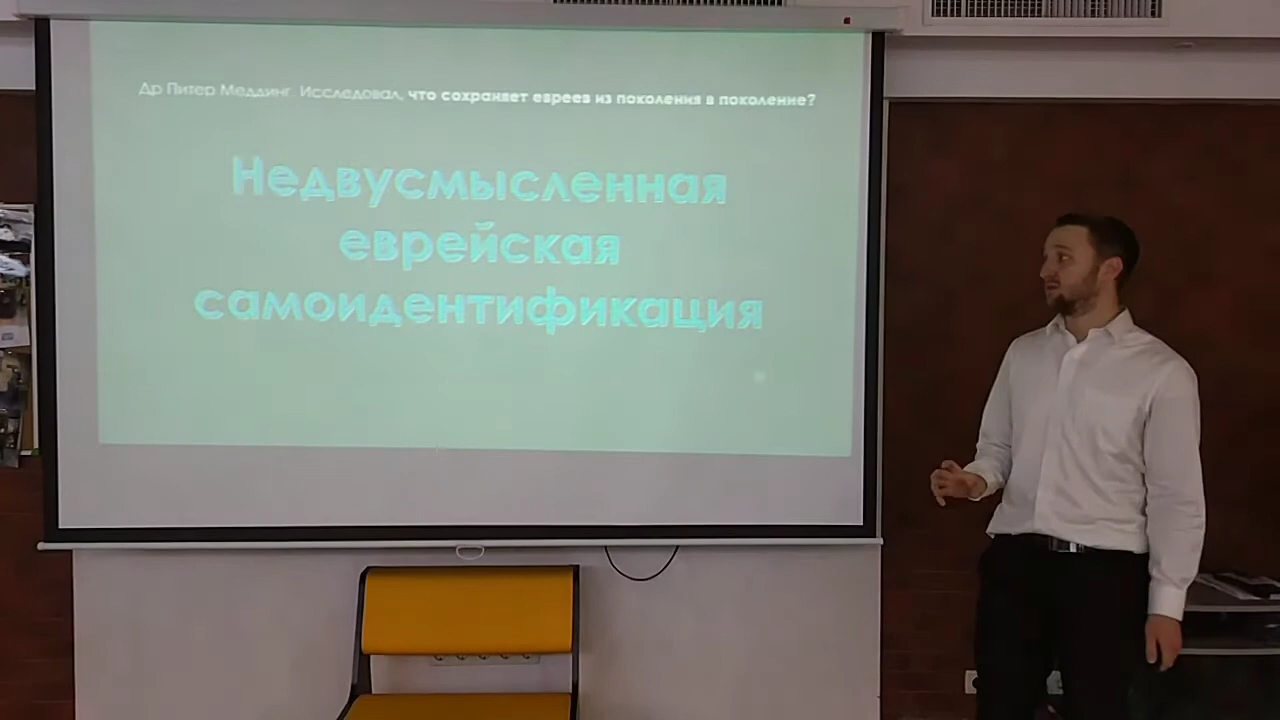 Др Питер Меддинг. Исследовал, что сохраняет евреев из поколения в поколение?
Недвусмысленная
еврейская
самоидентификация